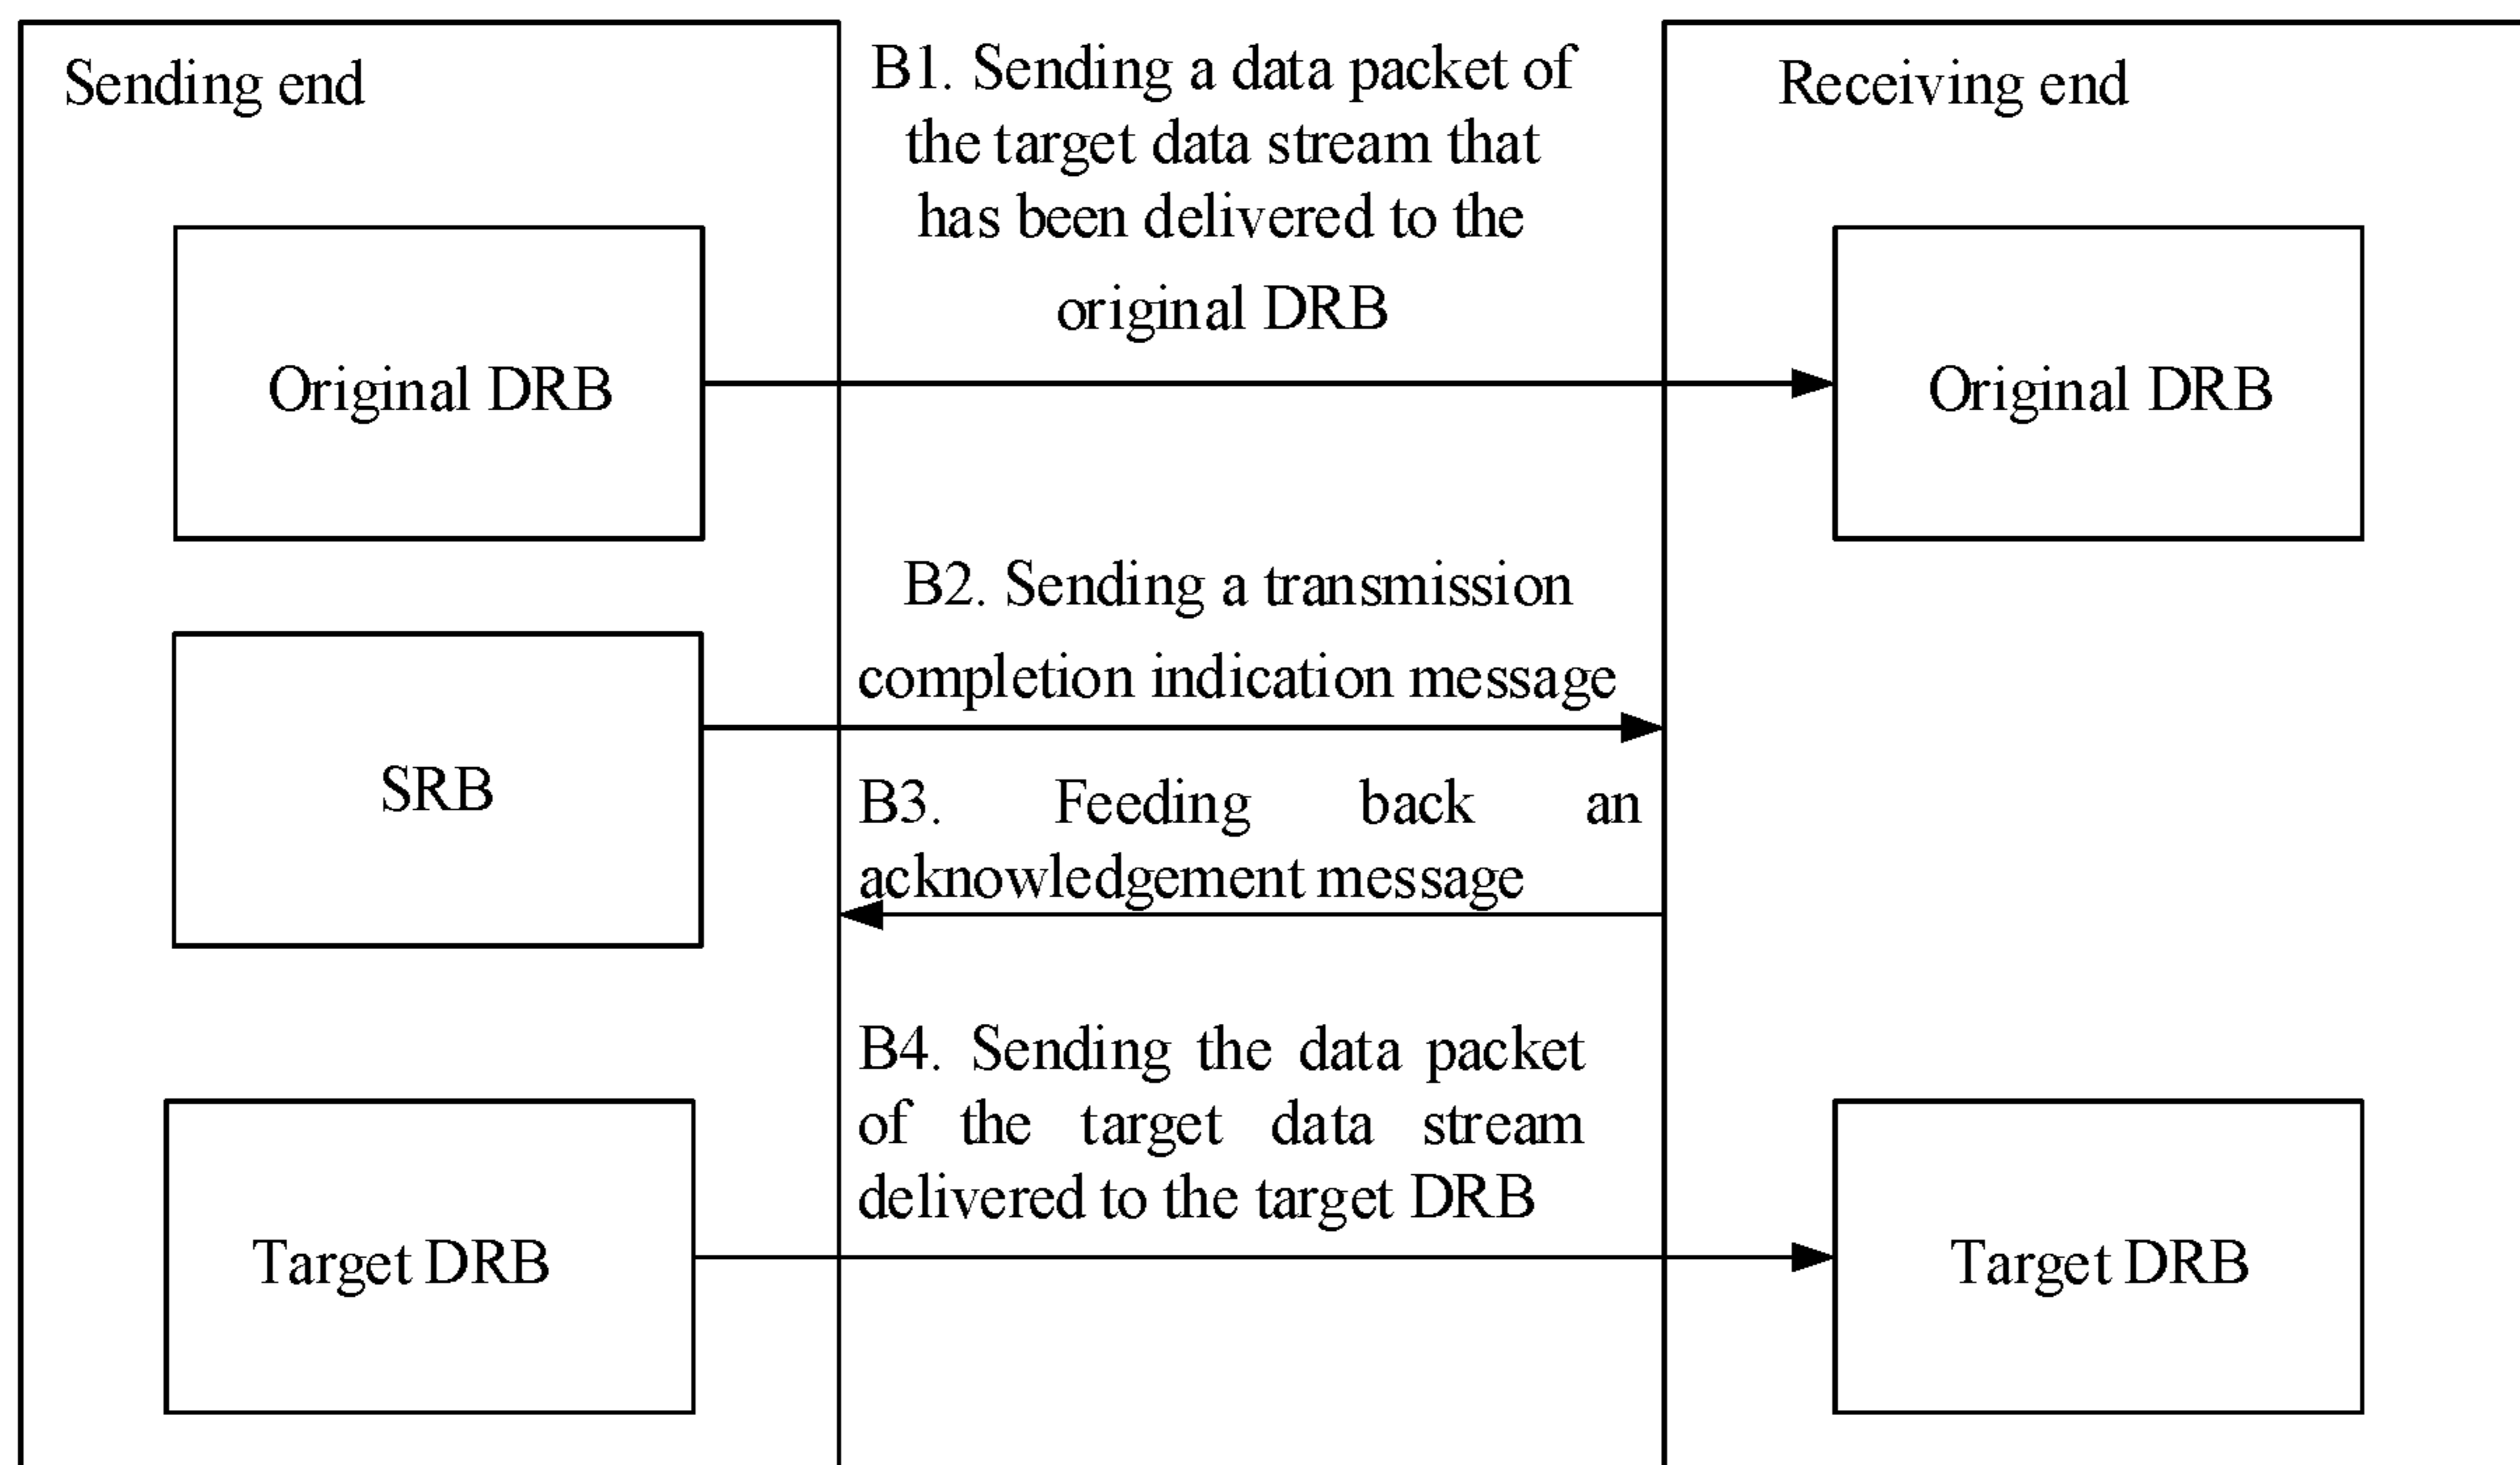 Sending end
B1. Sending a data packet of
the target data stream that
has been delivered to the
original DRB
Receiving end
Original DRB
Original DRB
B2. Sending a transmission
completion indication message
SRB
B3. Feeding back an
acknowledgement message
B4. Sending the data packet
of the target data stream
delivered to the target DRB
Target DRB
Target DRB